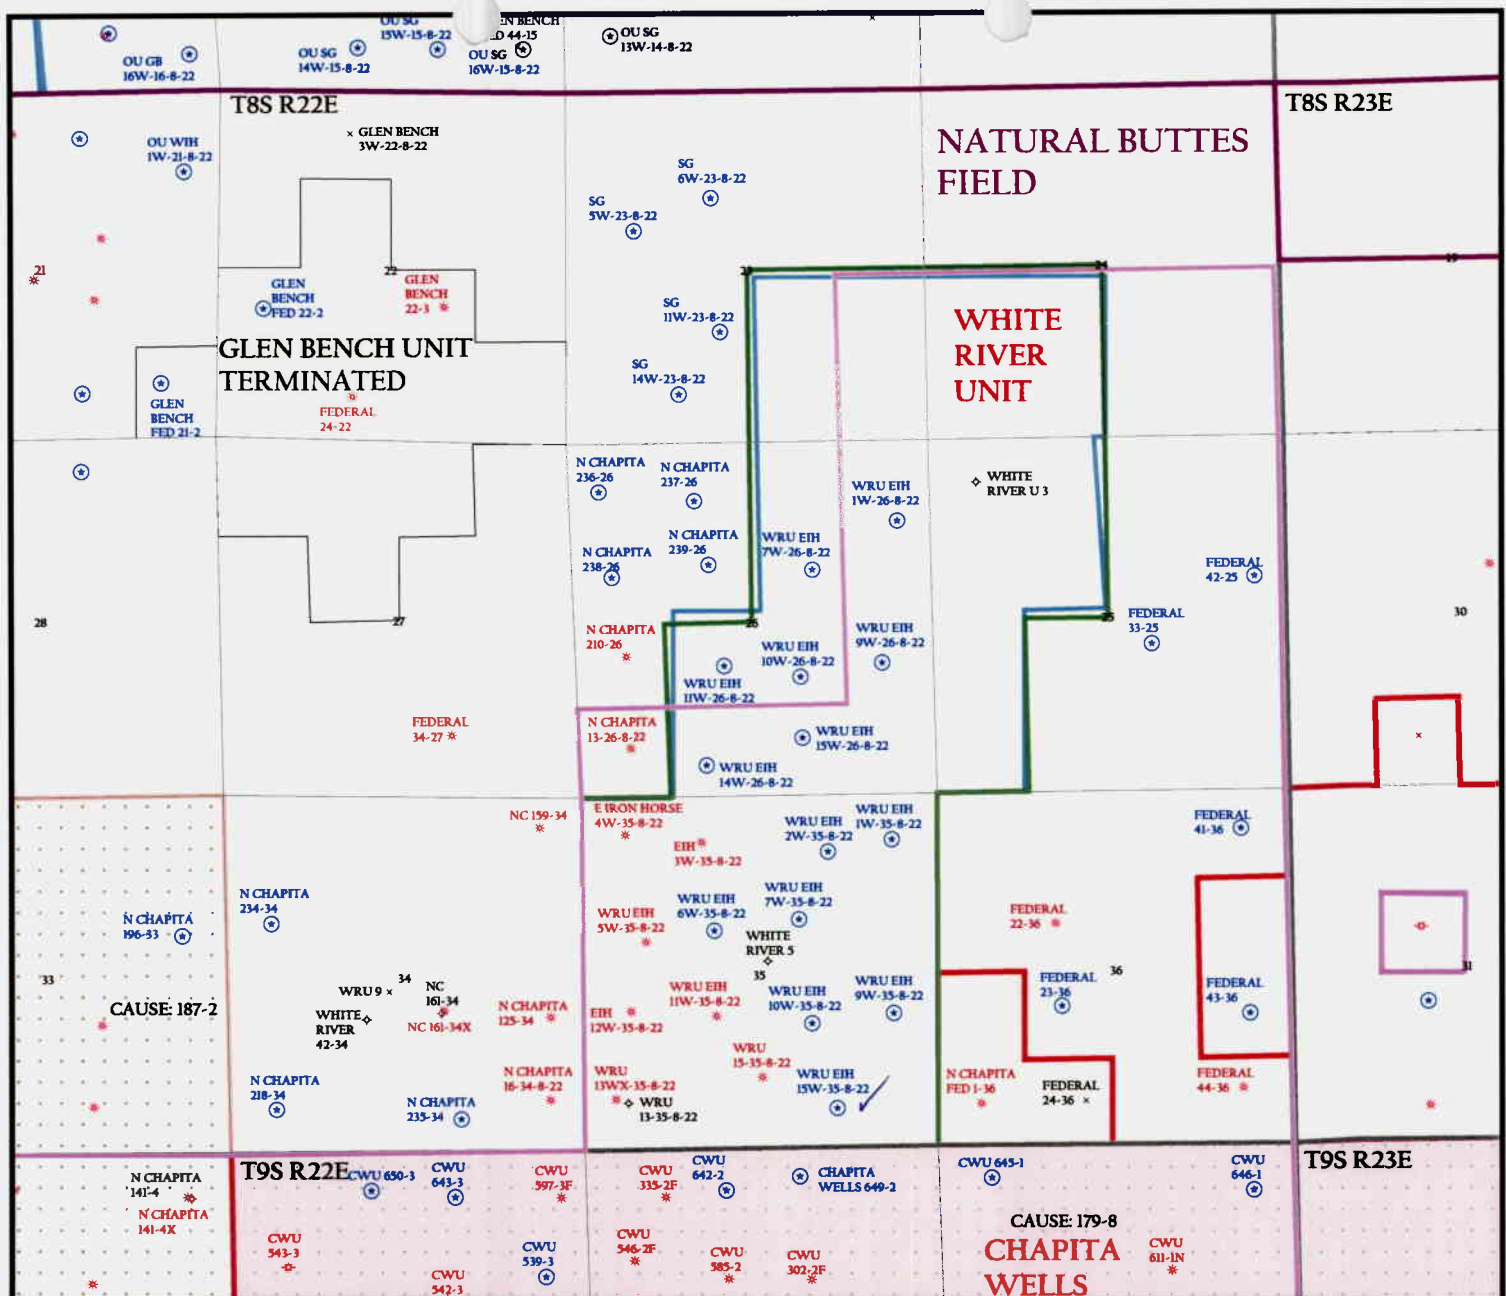 OU GB
16W-16-8-22
OU SG
14W-15-8-22
OU SG
15W-15-8-22
EN BENCH
ED 44-15
OU SG
16W-15-8-22
OU SG
13W-14-8-22
T8S R22E
T8S R23E
GLEN BENCH
3W-22-8-22
OU WIH
1W-21-8-22
NATURAL BUTTES
FIELD
SG
6W-23-8-22
SG
5W-23-8-22
21
22
23
24
19
GLEN
BENCH
FED 22-2
GLEN
BENCH
22-3
SG
11W-23-8-22
WHITE
RIVER
UNIT
GLEN BENCH UNIT
TERMINATED
SG
14W-23-8-22
GLEN
BENCH
FED 21-2
FEDERAL
24-22
N CHAPITA
236-26
N CHAPITA
237-26
WRU EIH
1W-26-8-22
WHITE
RIVER U 3
N CHAPITA
238-26
N CHAPITA
239-26
WRU EIH
7W-26-8-22
FEDERAL
42-25
28
27
26
25
30
N CHAPITA
210-26
WRU EIH
10W-26-8-22
WRU EIH
9W-26-8-22
FEDERAL
33-25
WRU EIH
11W-26-8-22
FEDERAL
34-27
N CHAPITA
13-26-8-22
WRU EIH
15W-26-8-22
WRU EIH
14W-26-8-22
NC 159-34
E IRON HORSE
4W-35-8-22
WRU EIH
2W-35-8-22
WRU EIH
1W-35-8-22
FEDERAL
41-36
EIH
3W-35-8-22
N CHAPITA
234-34
N CHAPITA
196-33
WRU EIH
5W-35-8-22
WRU EIH
6W-35-8-22
WRU EIH
7W-35-8-22
FEDERAL
22-36
WHITE
RIVER 5
33
34
35
36
31
CAUSE: 187-2
WRU 9
WHITE
RIVER
42-34
NC
161-34
NC 161-34X
N CHAPITA
125-34
EIH
12W-35-8-22
WRU EIH
11W-35-8-22
WRU EIH
10W-35-8-22
WRU EIH
9W-35-8-22
FEDERAL
23-36
FEDERAL
43-36
N CHAPITA
218-34
N CHAPITA
235-34
N CHAPITA
16-34-8-22
WRU
13WX-35-8-22
WRU
13-35-8-22
WRU
15-35-8-22
WRU EIH
15W-35-8-22
N CHAPITA
FED 1-36
FEDERAL
24-36
FEDERAL
44-36
T9S R22E
T9S R23E
N CHAPITA
141-4
N CHAPITA
141-4X
CWU 650-3
CWU
643-3
CWU
597-3F
CWU
335-2F
CWU
642-2
CHAPITA
WELLS 649-2
CWU 645-1
CWU
646-1
CWU
543-3
CWU
542-3
CWU
539-3
CWU
546-2F
CWU
585-2
CWU
302-2F
CAUSE: 179-8
CHAPITA
WELLS
CWU
611-1N